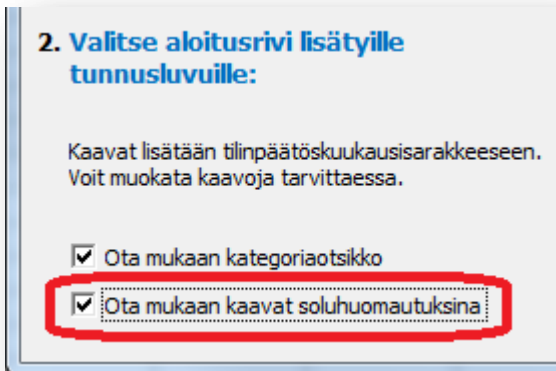 2. Valitse aloitusrivi lisätyille
tunnusluvuille:
Kaavat lisätään tilinpäätöskuukausisarakkeeseen.
Voit muokata kaavoja tarvittaessa.
Ota mukaan kategoriaotsikko
Ota mukaan kaavat soluhuomautuksina